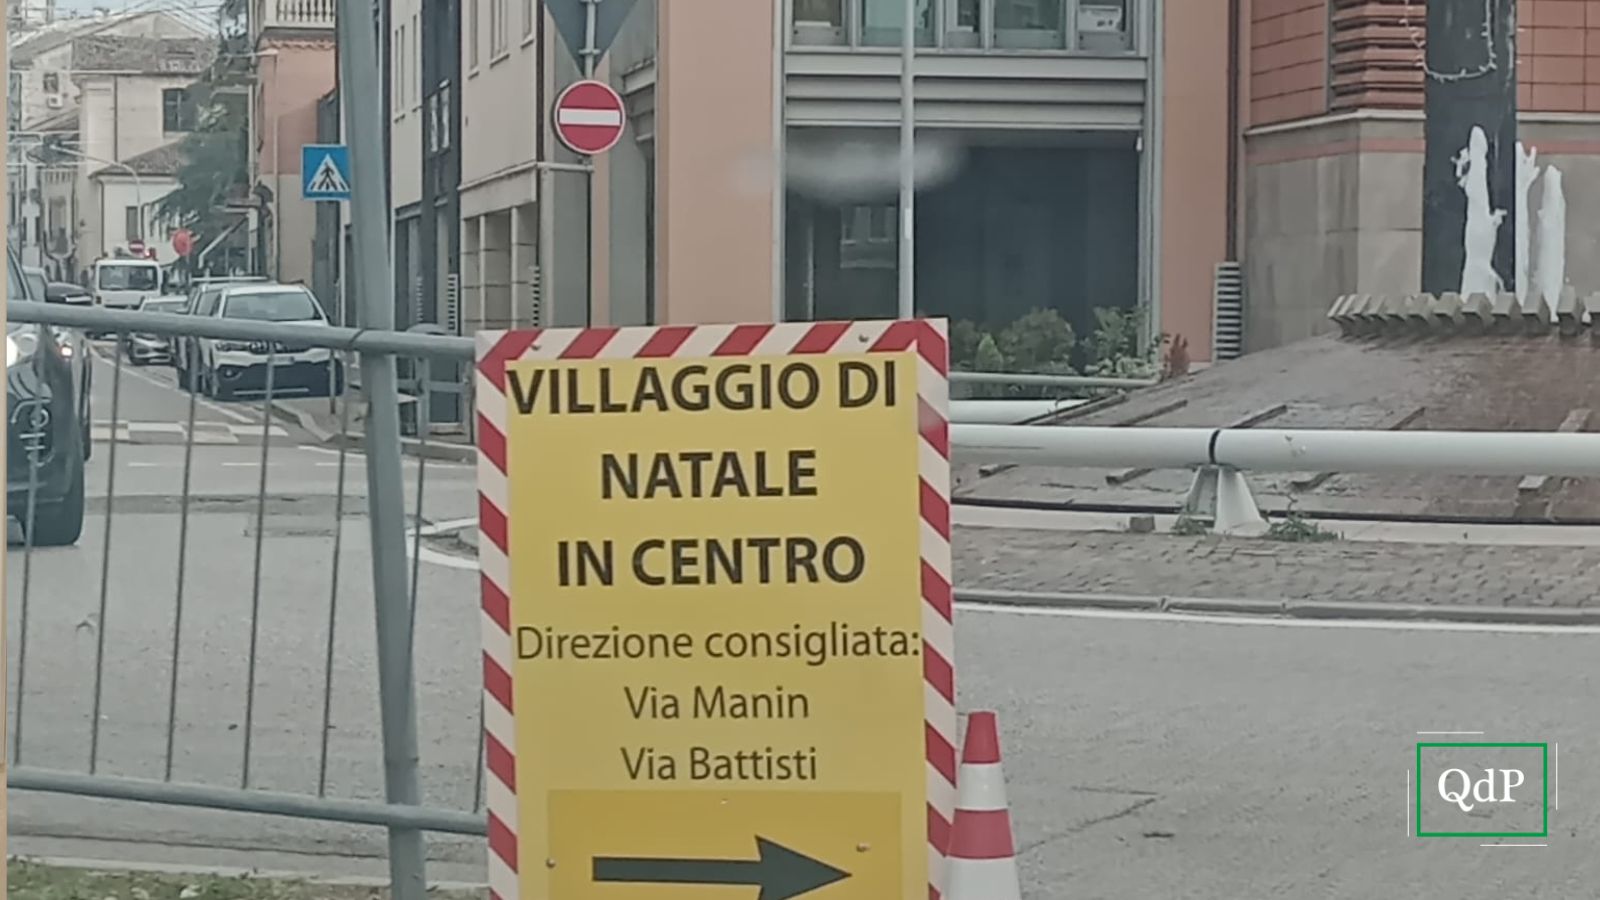 VILLAGGIO DI
NATALE
IN CENTRO
Direzione consigliata:
Via Manin
Via Battisti
QdP